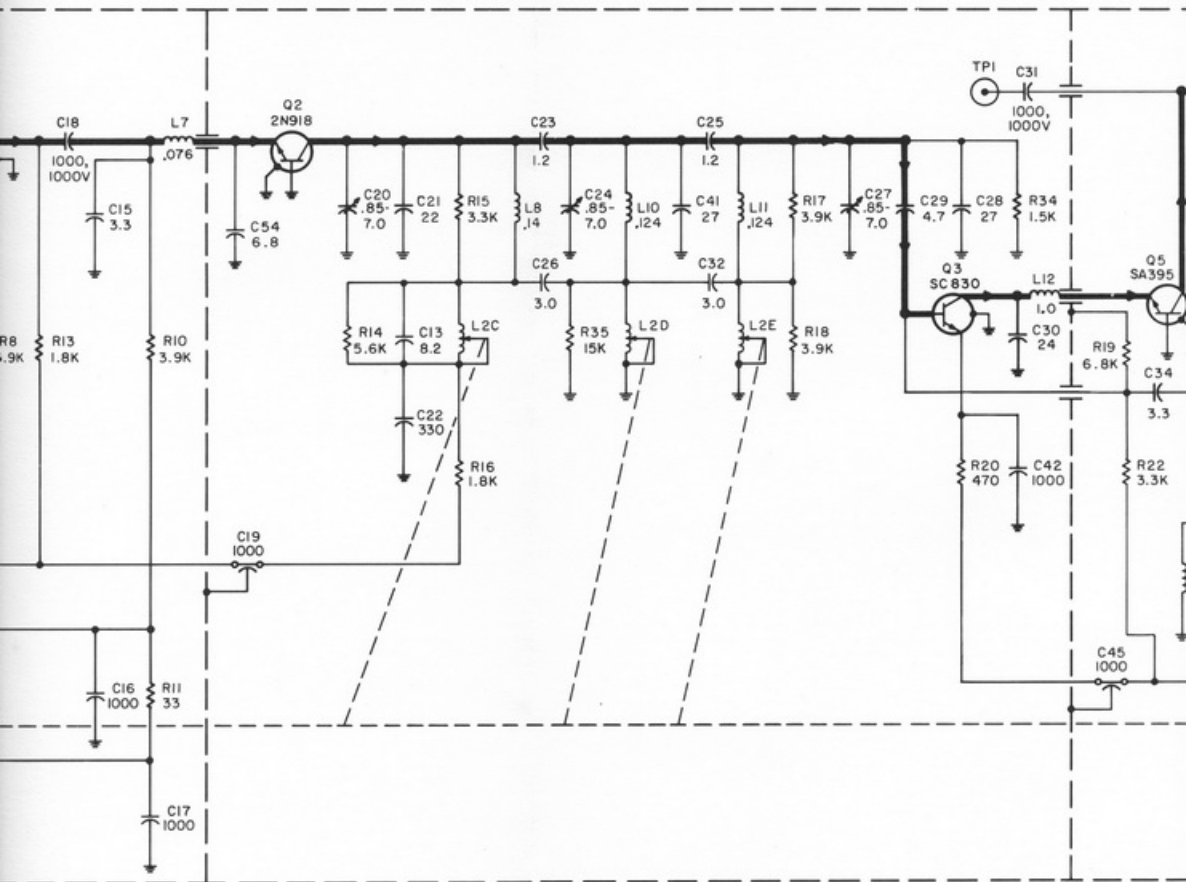 TP1
C31
1000,
1000V
C18
1000,
1000V
L7
.076
Q2
2N918
C23
1.2
C25
1.2
C15
3.3
C54
6.8
C20
.85-
7.0
C21
22
R15
3.3K
L8
.14
C24
.85-
7.0
L10
.124
C41
27
L11
.124
R17
3.9K
C27
.85-
7.0
C29
4.7
C28
27
R34
1.5K
Q3
SC830
L12
1.0
Q5
SA395
C26
3.0
C32
3.0
R8
.9K
R13
1.8K
R10
3.9K
R14
5.6K
C13
8.2
L2C
R35
15K
L2D
L2E
R18
3.9K
C30
24
R19
6.8K
C34
3.3
C22
330
R16
1.8K
R20
470
C42
1000
R22
3.3K
C19
1000
C45
1000
C16
1000
R11
33
C17
1000